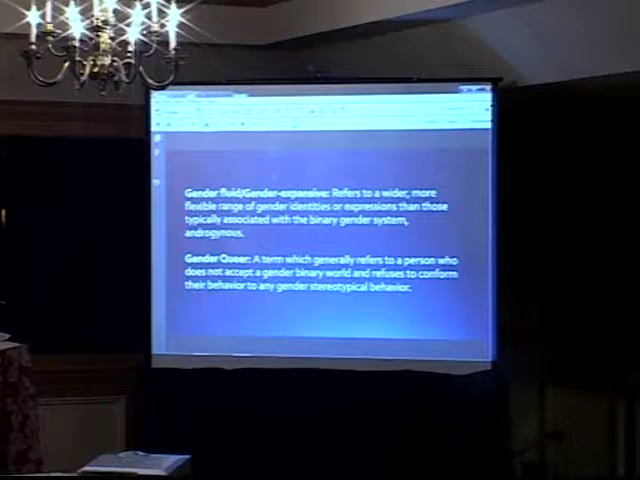 Gender fluid/Gender-expansive: Refers to a wider, more
flexible range of gender identities or expressions than those
typically associated with the binary gender system,
androgynous.
Gender Queer: A term which generally refers to a person who
does not accept a gender binary world and refuses to conform
their behavior to any gender stereotypical behavior.